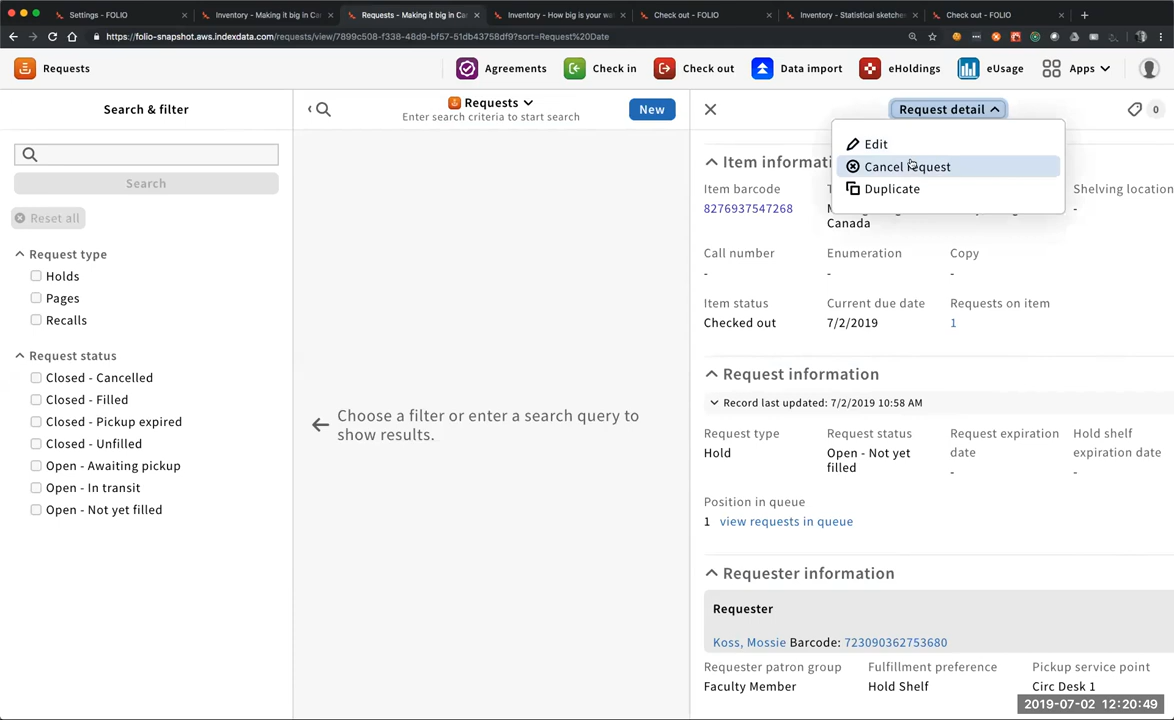 Settings - FOLIO
Inventory - Making it big in Ca
Requests - Making it big in Ca
Inventory - How big is your wa
Check out - FOLIO
Inventory - Statistical sketches
Check out - FOLIO
https://folio-snapshot.aws.indexdata.com/requests/view/7899c508-f338-48d9-bf57-51db43758df9?sort=Request%20Date
Requests
Agreements
Check in
Check out
Data import
eHoldings
eUsage
Apps
Search & filter
Search
Reset all
Request type
Holds
Pages
Recalls
Request status
Closed - Cancelled
Closed - Filled
Closed - Pickup expired
Closed - Unfilled
Open - Awaiting pickup
Open - In transit
Open - Not yet filled
Requests
Enter search criteria to start search
New
Choose a filter or enter a search query to
show results.
Request detail
0
Edit
Cancel request
Duplicate
Item informati
Item barcode
8276937547268
Canada
Shelving location
-
Call number
-
Enumeration
-
Copy
-
Item status
Checked out
Current due date
7/2/2019
Requests on item
1
Request information
Record last updated: 7/2/2019 10:58 AM
Request type
Hold
Request status
Open - Not yet
filled
Request expiration
date
-
Hold shelf
expiration date
-
Position in queue
1 view requests in queue
Requester information
Requester
Koss, Mossie Barcode: 723090362753680
Requester patron group
Faculty Member
Fulfillment preference
Hold Shelf
Pickup service point
Circ Desk 1
2019-07-02 12:20:49